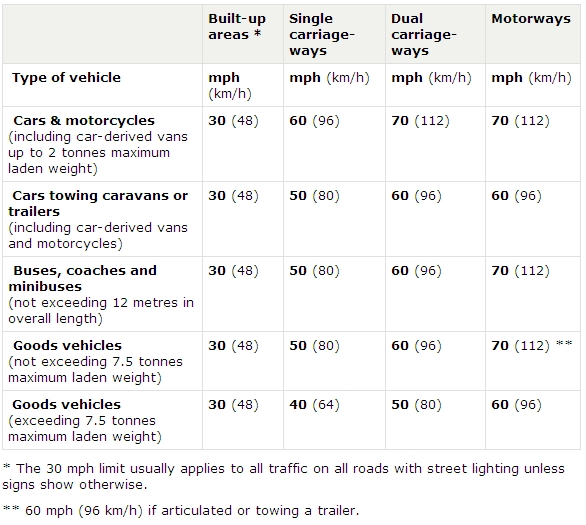 Built-up areas * Single carriage-ways Dual carriage-ways Motorways
Type of vehicle mph (km/h) mph (km/h) mph (km/h) mph (km/h)
Cars & motorcycles 30 (48) 60 (96) 70 (112) 70 (112)
(including car-derived vans
up to 2 tonnes maximum
laden weight)
Cars towing caravans or 30 (48) 50 (80) 60 (96) 60 (96)
trailers
(including car-derived vans
and motorcycles)
Buses, coaches and 30 (48) 50 (80) 60 (96) 70 (112)
minibuses
(not exceeding 12 metres in
overall length)
Goods vehicles 30 (48) 50 (80) 60 (96) 70 (112) **
(not exceeding 7.5 tonnes
maximum laden weight)
Goods vehicles 30 (48) 40 (64) 50 (80) 60 (96)
(exceeding 7.5 tonnes
maximum laden weight)
* The 30 mph limit usually applies to all traffic on all roads with street lighting unless
signs show otherwise.
** 60 mph (96 km/h) if articulated or towing a trailer.